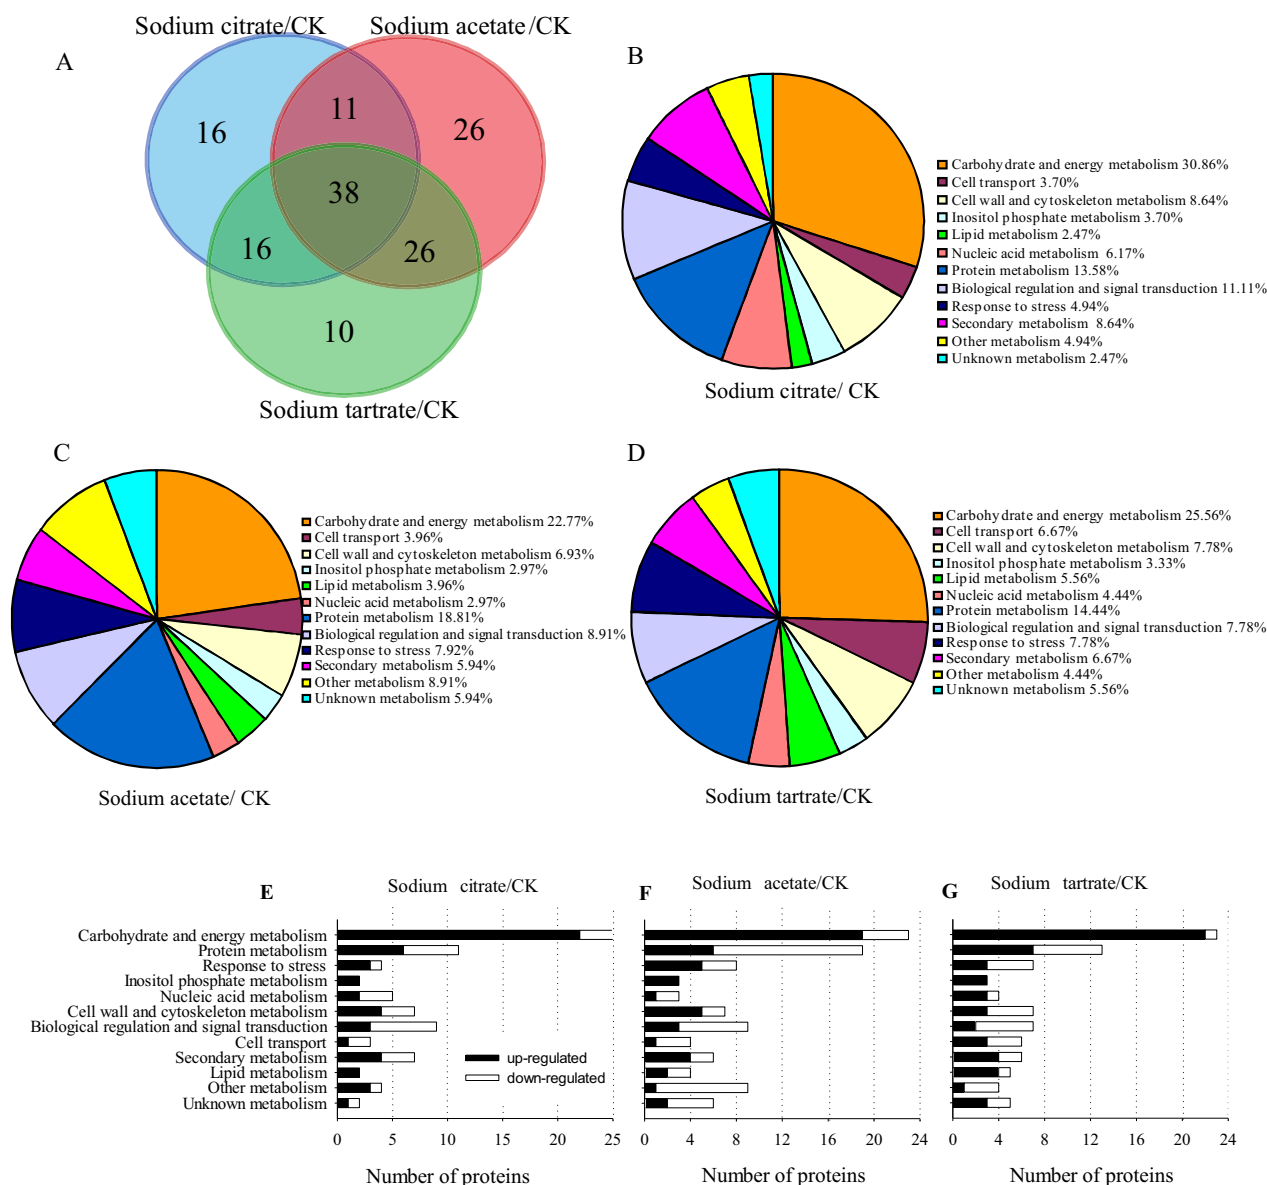 Sodium citrate/CK Sodium acetate/CK
A
16
11
26
38
16
26
10
Sodium tartrate/CK
B
Carbohydrate and energy metabolism 30.86%
Cell transport 3.70%
Cell wall and cytoskeleton metabolism 8.64%
Inositol phosphate metabolism 3.70%
Lipid metabolism 2.47%
Nucleic acid metabolism 6.17%
Protein metabolism 13.58%
Biological regulation and signal transduction 11.11%
Response to stress 4.94%
Secondary metabolism 8.64%
Other metabolism 4.94%
Unknown metabolism 2.47%
Sodium citrate/ CK
C
Carbohydrate and energy metabolism 22.77%
Cell transport 3.96%
Cell wall and cytoskeleton metabolism 6.93%
Inositol phosphate metabolism 2.97%
Lipid metabolism 3.96%
Nucleic acid metabolism 2.97%
Protein metabolism 18.81%
Biological regulation and signal transduction 8.91%
Response to stress 7.92%
Secondary metabolism 5.94%
Other metabolism 8.91%
Unknown metabolism 5.94%
Sodium acetate/ CK
D
Carbohydrate and energy metabolism 25.56%
Cell transport 6.67%
Cell wall and cytoskeleton metabolism 7.78%
Inositol phosphate metabolism 3.33%
Lipid metabolism 5.56%
Nucleic acid metabolism 4.44%
Protein metabolism 14.44%
Biological regulation and signal transduction 7.78%
Response to stress 7.78%
Secondary metabolism 6.67%
Other metabolism 4.44%
Unknown metabolism 5.56%
Sodium tartrate/CK
E Sodium citrate/CK
Carbohydrate and energy metabolism
Protein metabolism
Response to stress
Inositol phosphate metabolism
Nucleic acid metabolism
Cell wall and cytoskeleton metabolism
Biological regulation and signal transduction
Cell transport
Secondary metabolism
Lipid metabolism
Other metabolism
Unknown metabolism
up-regulated
down-regulated
0 5 10 15 20 25
Number of proteins
F Sodium acetate/CK
0 4 8 12 16 20 24
Number of proteins
G Sodium tartrate/CK
0 4 8 12 16 20 24
Number of proteins